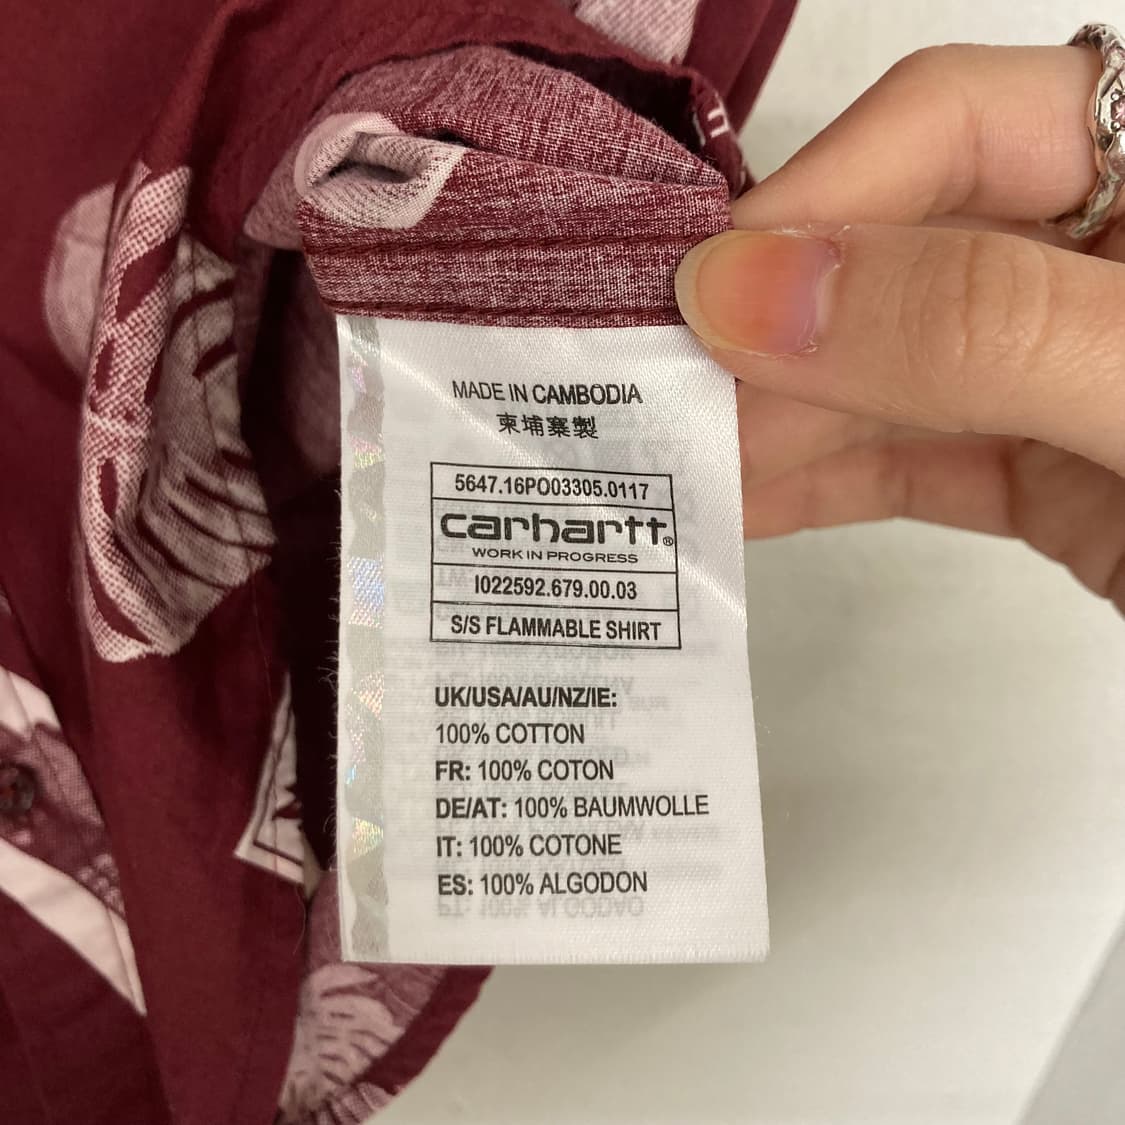 MADE IN CAMBODIA
柬埔寨製
5647.16PO03305.0117
carhartt®
WORK IN PROGRESS
I022592.679.00.03
S/S FLAMMABLE SHIRT
UK/USA/AU/NZ/IE:
100% COTTON
FR: 100% COTON
DE/AT: 100% BAUMWOLLE
IT: 100% COTONE
ES: 100% ALGODON